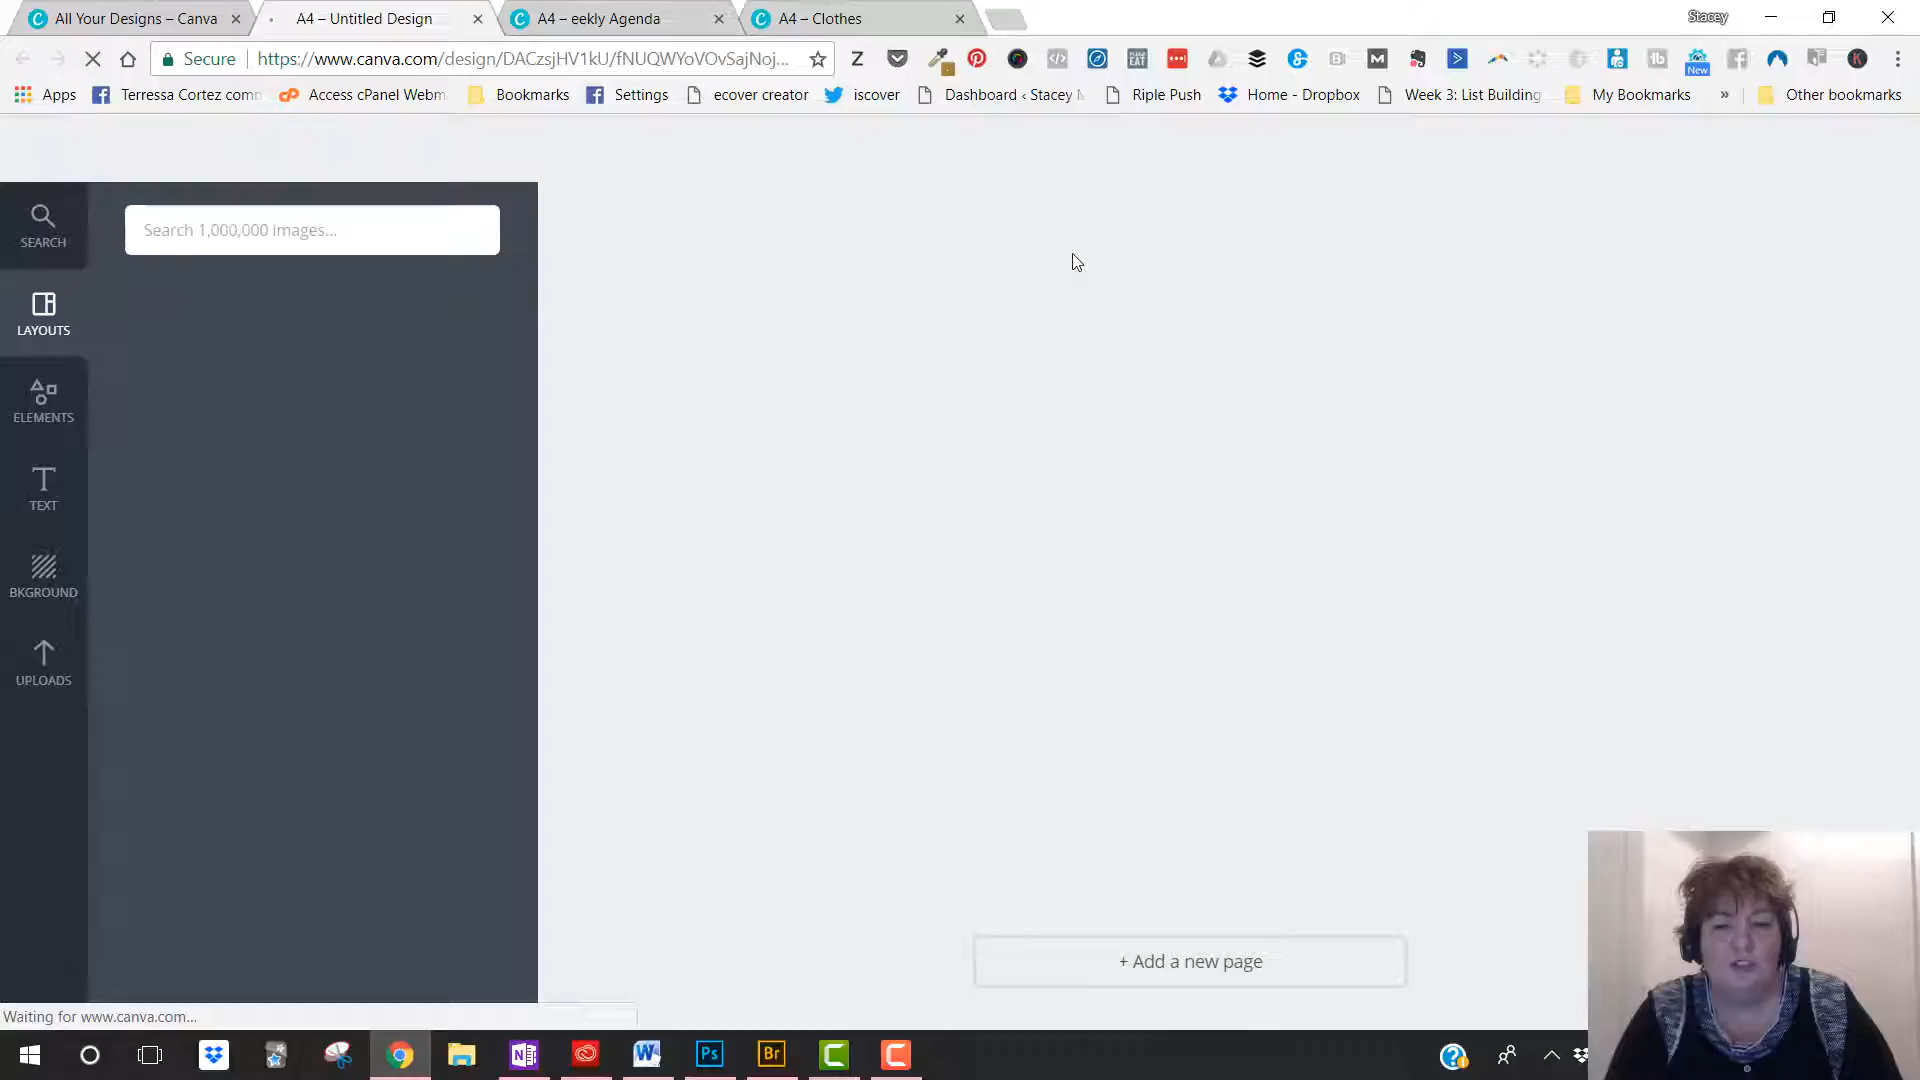 All Your Designs – Canva
A4 – Untitled Design
A4 – eekly Agenda
A4 – Clothes
Stacey
Secure
https://www.canva.com/design/DACzsjHV1kU/fNUQWYoVOvSajNoj...
New
Apps
Terressa Cortez com
Access cPanel Webm
Bookmarks
Settings
ecover creator
iscover
Dashboard ‹ Stacey
Riple Push
Home - Dropbox
Week 3: List Building
My Bookmarks
»
Other bookmarks
SEARCH
Search 1,000,000 images...
LAYOUTS
ELEMENTS
TEXT
BKGROUND
UPLOADS
+ Add a new page
Waiting for www.canva.com...